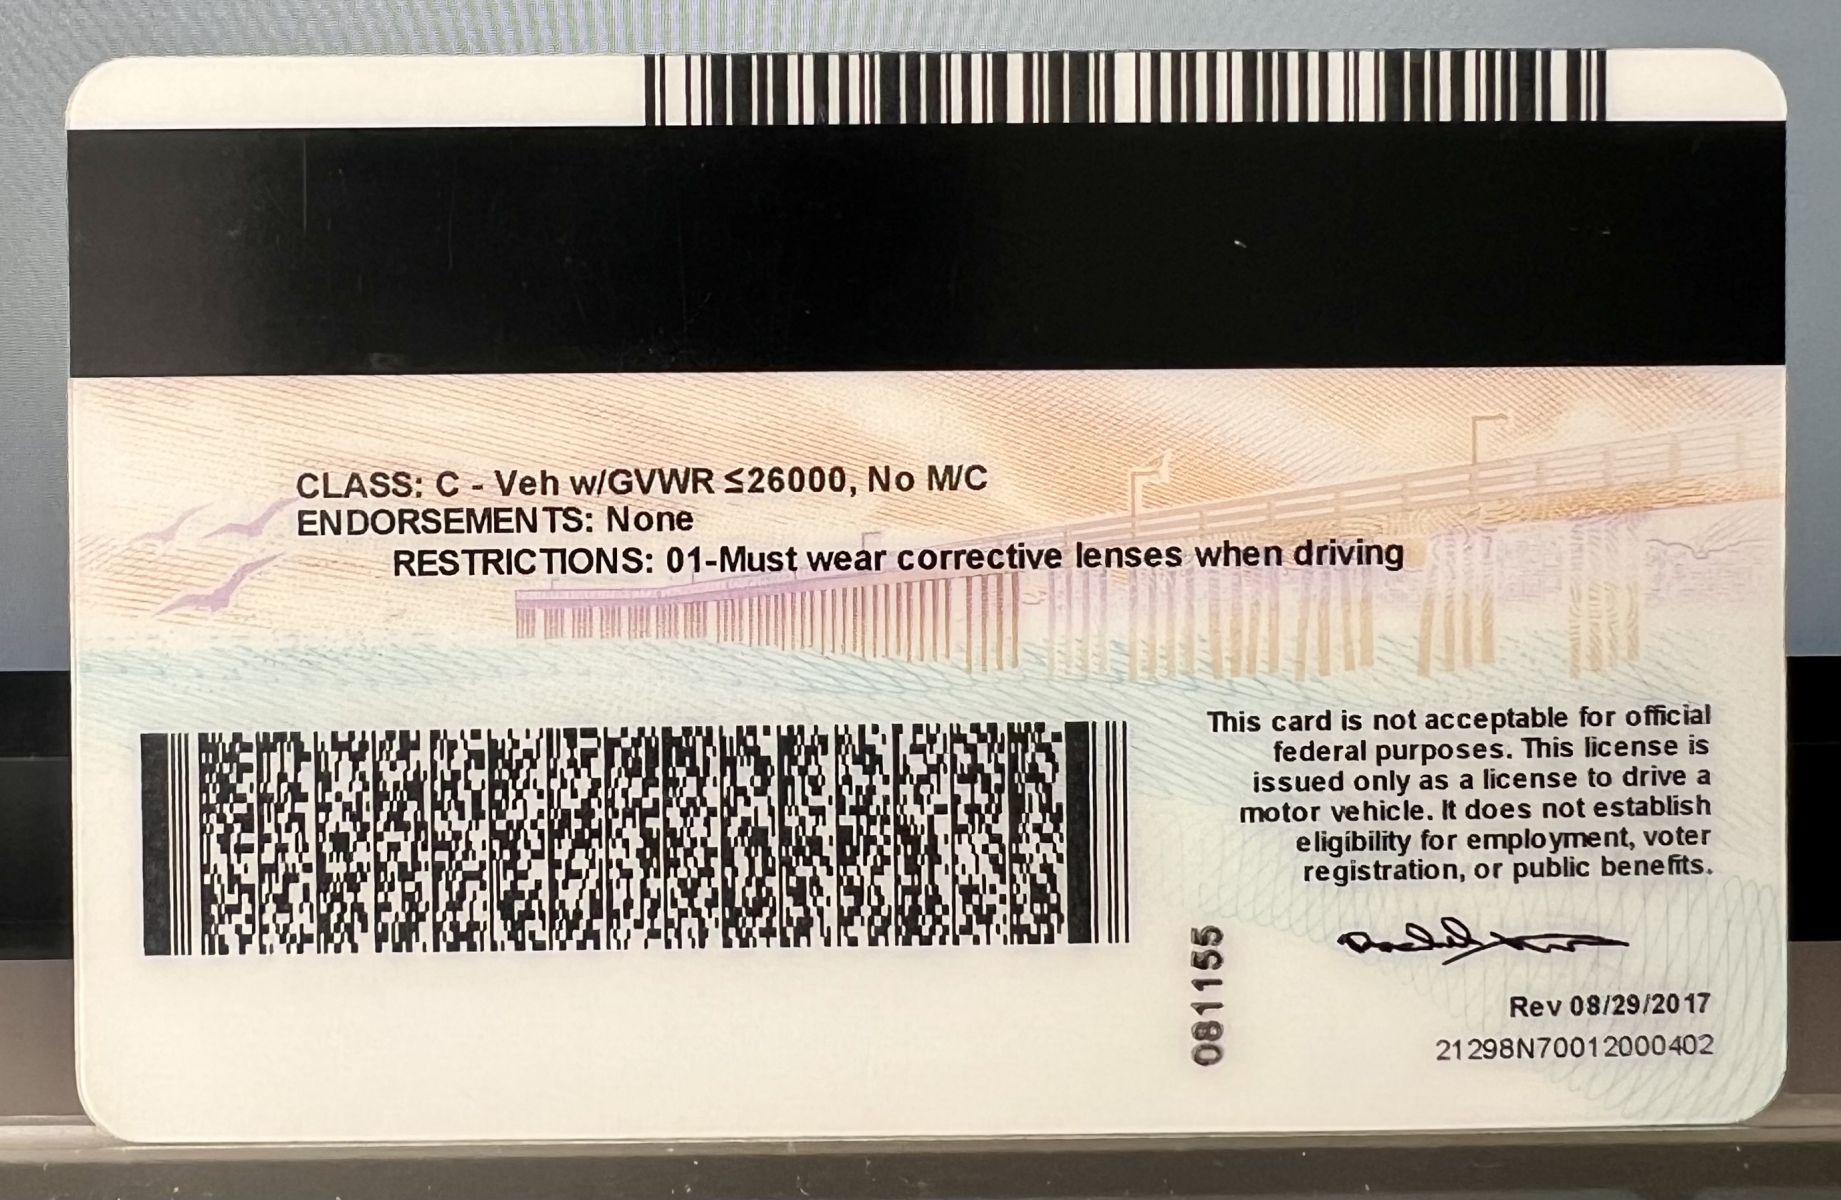 CLASS: C - Veh w/GVWR ≤26000, No M/C
ENDORSEMENTS: None
RESTRICTIONS: 01-Must wear corrective lenses when driving
This card is not acceptable for official
federal purposes. This license is
issued only as a license to drive a
motor vehicle. It does not establish
eligibility for employment, voter
registration, or public benefits.
081155
Rev 08/29/2017
21298N70012000402